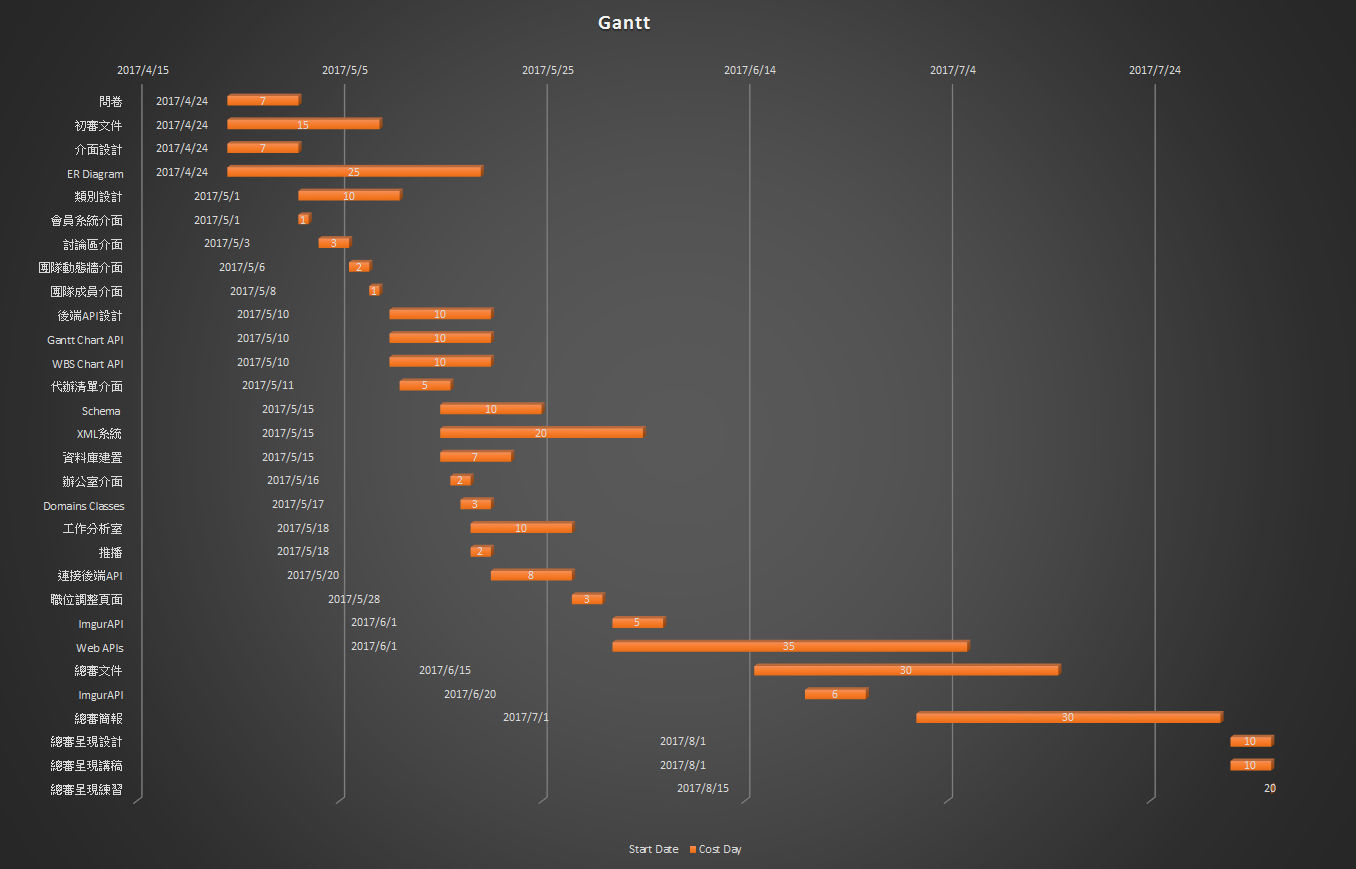 Gantt
2017/4/15 2017/5/5 2017/5/25 2017/6/14 2017/7/4 2017/7/24
問卷 2017/4/24 7
初審文件 2017/4/24 15
介面設計 2017/4/24 7
ER Diagram 2017/4/24 25
類別設計 2017/5/1 10
會員系統介面 2017/5/1 1
討論區介面 2017/5/3 3
團隊動態牆介面 2017/5/6 2
團隊成員介面 2017/5/8 1
後端API設計 2017/5/10 10
Gantt Chart API 2017/5/10 10
WBS Chart API 2017/5/10 10
代辦清單介面 2017/5/11 5
Schema 2017/5/15 10
XML系統 2017/5/15 20
資料庫建置 2017/5/15 7
辦公室介面 2017/5/16 2
Domains Classes 2017/5/17 3
工作分析室 2017/5/18 10
推播 2017/5/18 2
連接後端API 2017/5/20 8
職位調整頁面 2017/5/28 3
ImgurAPI 2017/6/1 5
Web APIs 2017/6/1 35
總審文件 2017/6/15 30
ImgurAPI 2017/6/20 6
總審簡報 2017/7/1 30
總審呈現設計 2017/8/1 10
總審呈現講稿 2017/8/1 10
總審呈現練習 2017/8/15 20
Start Date Cost Day